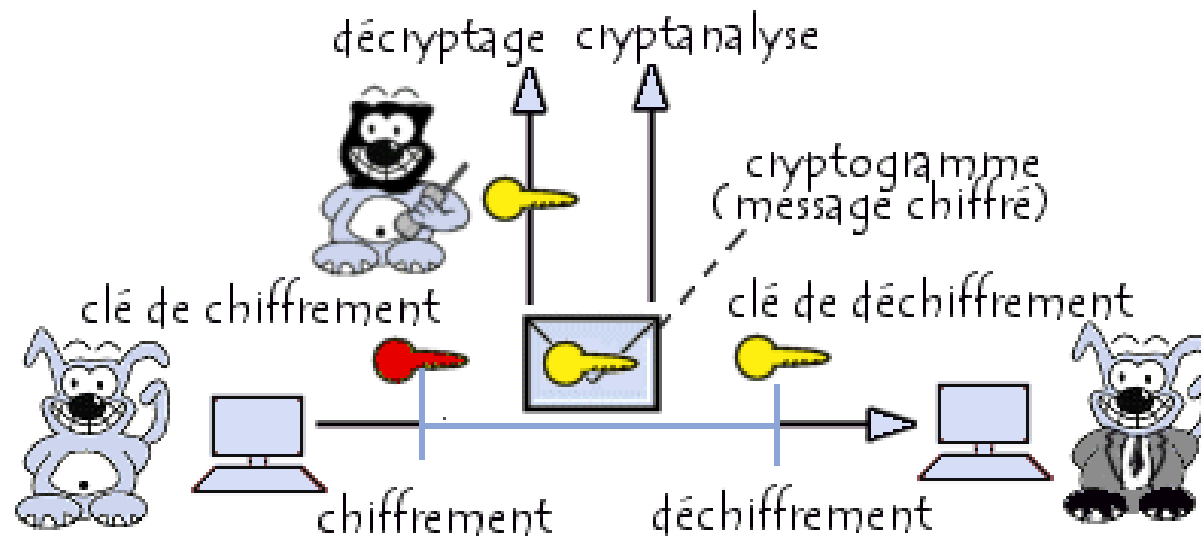 décryptage cryptanalyse
cryptogramme
(message chiffré)
clé de chiffrement
clé de déchiffrement
chiffrement
déchiffrement